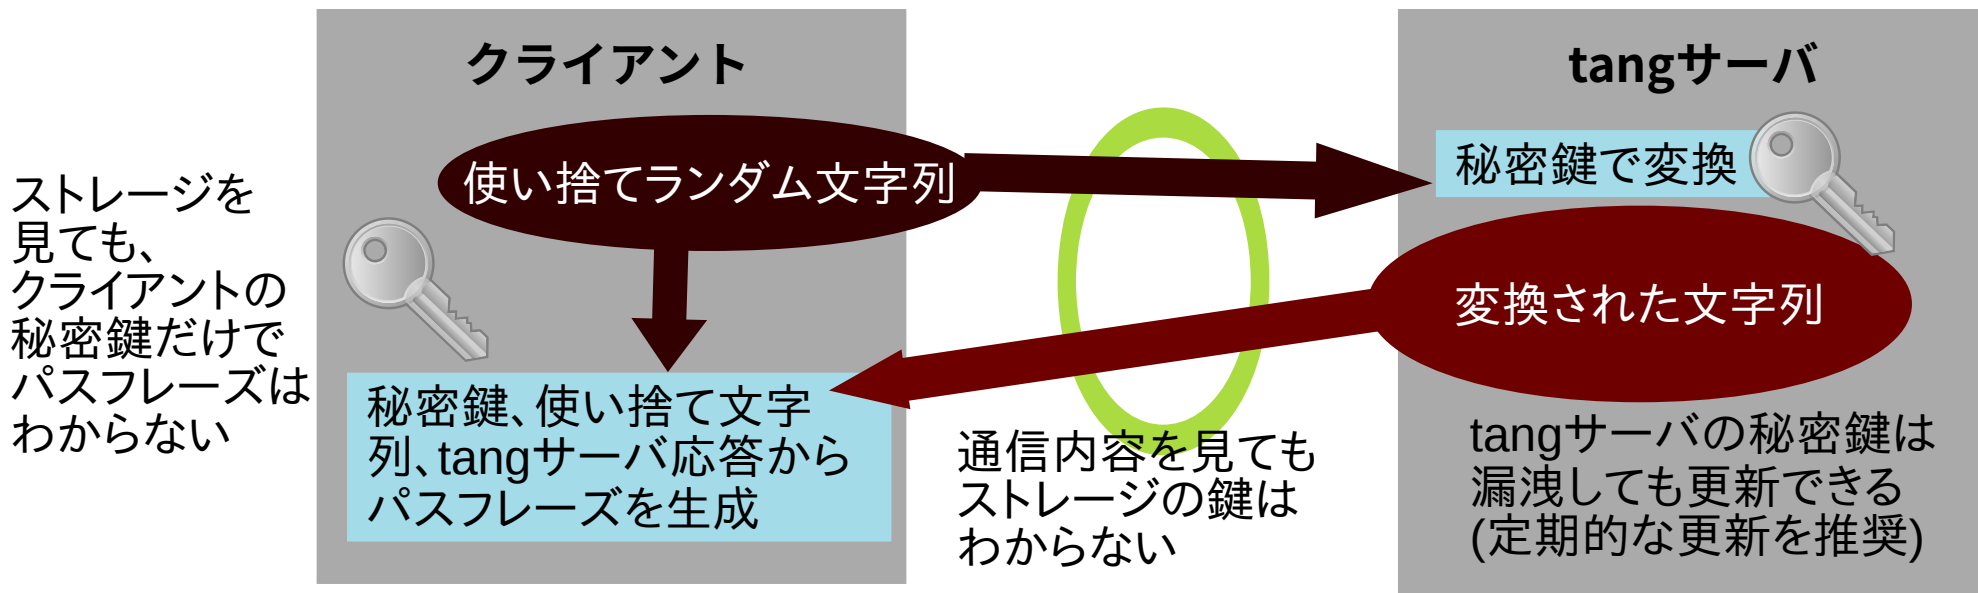 クライアント
tangサーバ
使い捨てランダム文字列
秘密鍵で変換
ストレージを
見ても、
クライアントの
秘密鍵だけで
パスフレーズは
わからない
変換された文字列
秘密鍵、使い捨て文字
列、tangサーバ応答から
パスフレーズを生成
通信内容を見ても
ストレージの鍵は
わからない
tangサーバの秘密鍵は
漏洩しても更新できる
(定期的な更新を推奨)